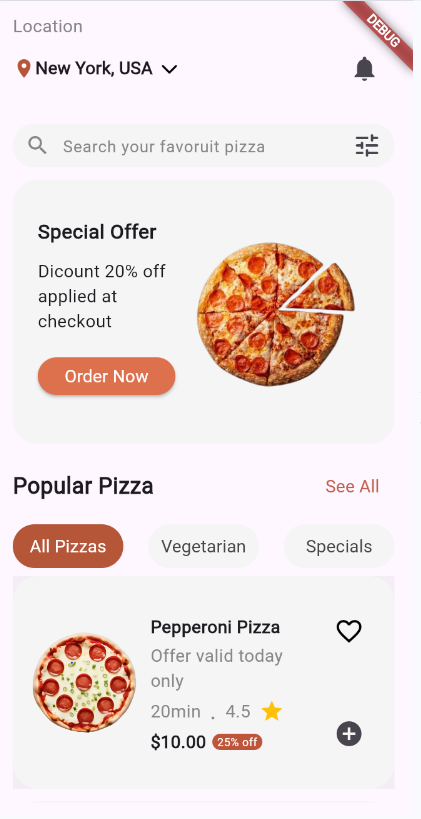 Location
DEBUG
New York, USA
Search your favoruit pizza
Special Offer
Dicount 20% off
applied at
checkout
Order Now
Popular Pizza
See All
All Pizzas
Vegetarian
Specials
Pepperoni Pizza
Offer valid today
only
20min . 4.5
$10.00 25% off